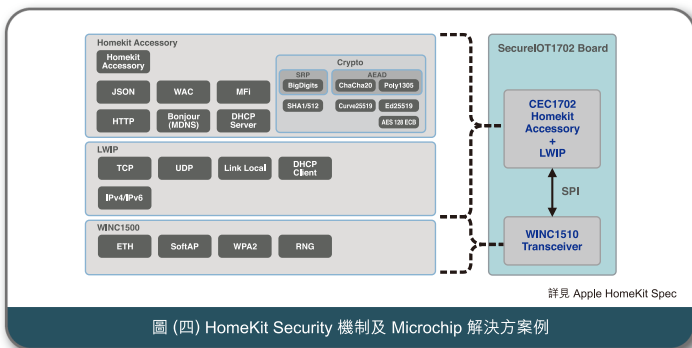 Homekit Accessory
Homekit
Accessory
JSON
WAC
MFi
HTTP
Bonjour
(MDNS)
DHCP
Server
Crypto
SRP
BigDigits
AEAD
ChaCha20
Poly1305
SHA1/512
Curve25519
Ed25519
AES 128 ECB
LWIP
TCP
UDP
Link Local
DHCP
Client
IPv4/IPv6
WINC1500
ETH
SoftAP
WPA2
RNG
SecureIOT1702 Board
CEC1702
Homekit
Accessory
+
LWIP
SPI
WINC1510
Transceiver
詳見 Apple HomeKit Spec
圖 (四) HomeKit Security 機制及 Microchip 解決方案例